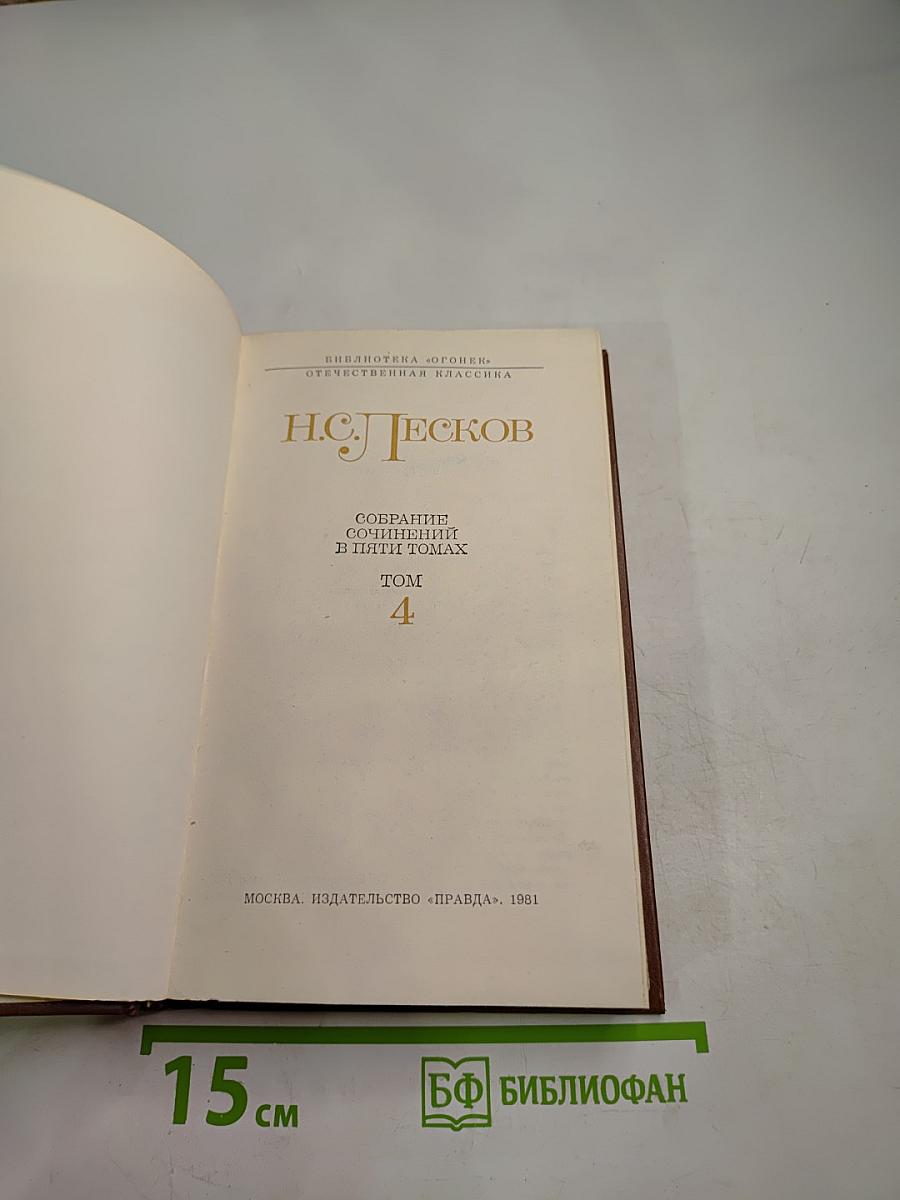 БИБЛИОТЕКА «ОГОНЕК»
ОТЕЧЕСТВЕННАЯ КЛАССИКА
Н.С.ЛЕСКОВ
СОБРАНИЕ
СОЧИНЕНИЙ
В ПЯТИ ТОМАХ
ТОМ
4
МОСКВА. ИЗДАТЕЛЬСТВО «ПРАВДА». 1981
15 см
БФ БИБЛИОФАН